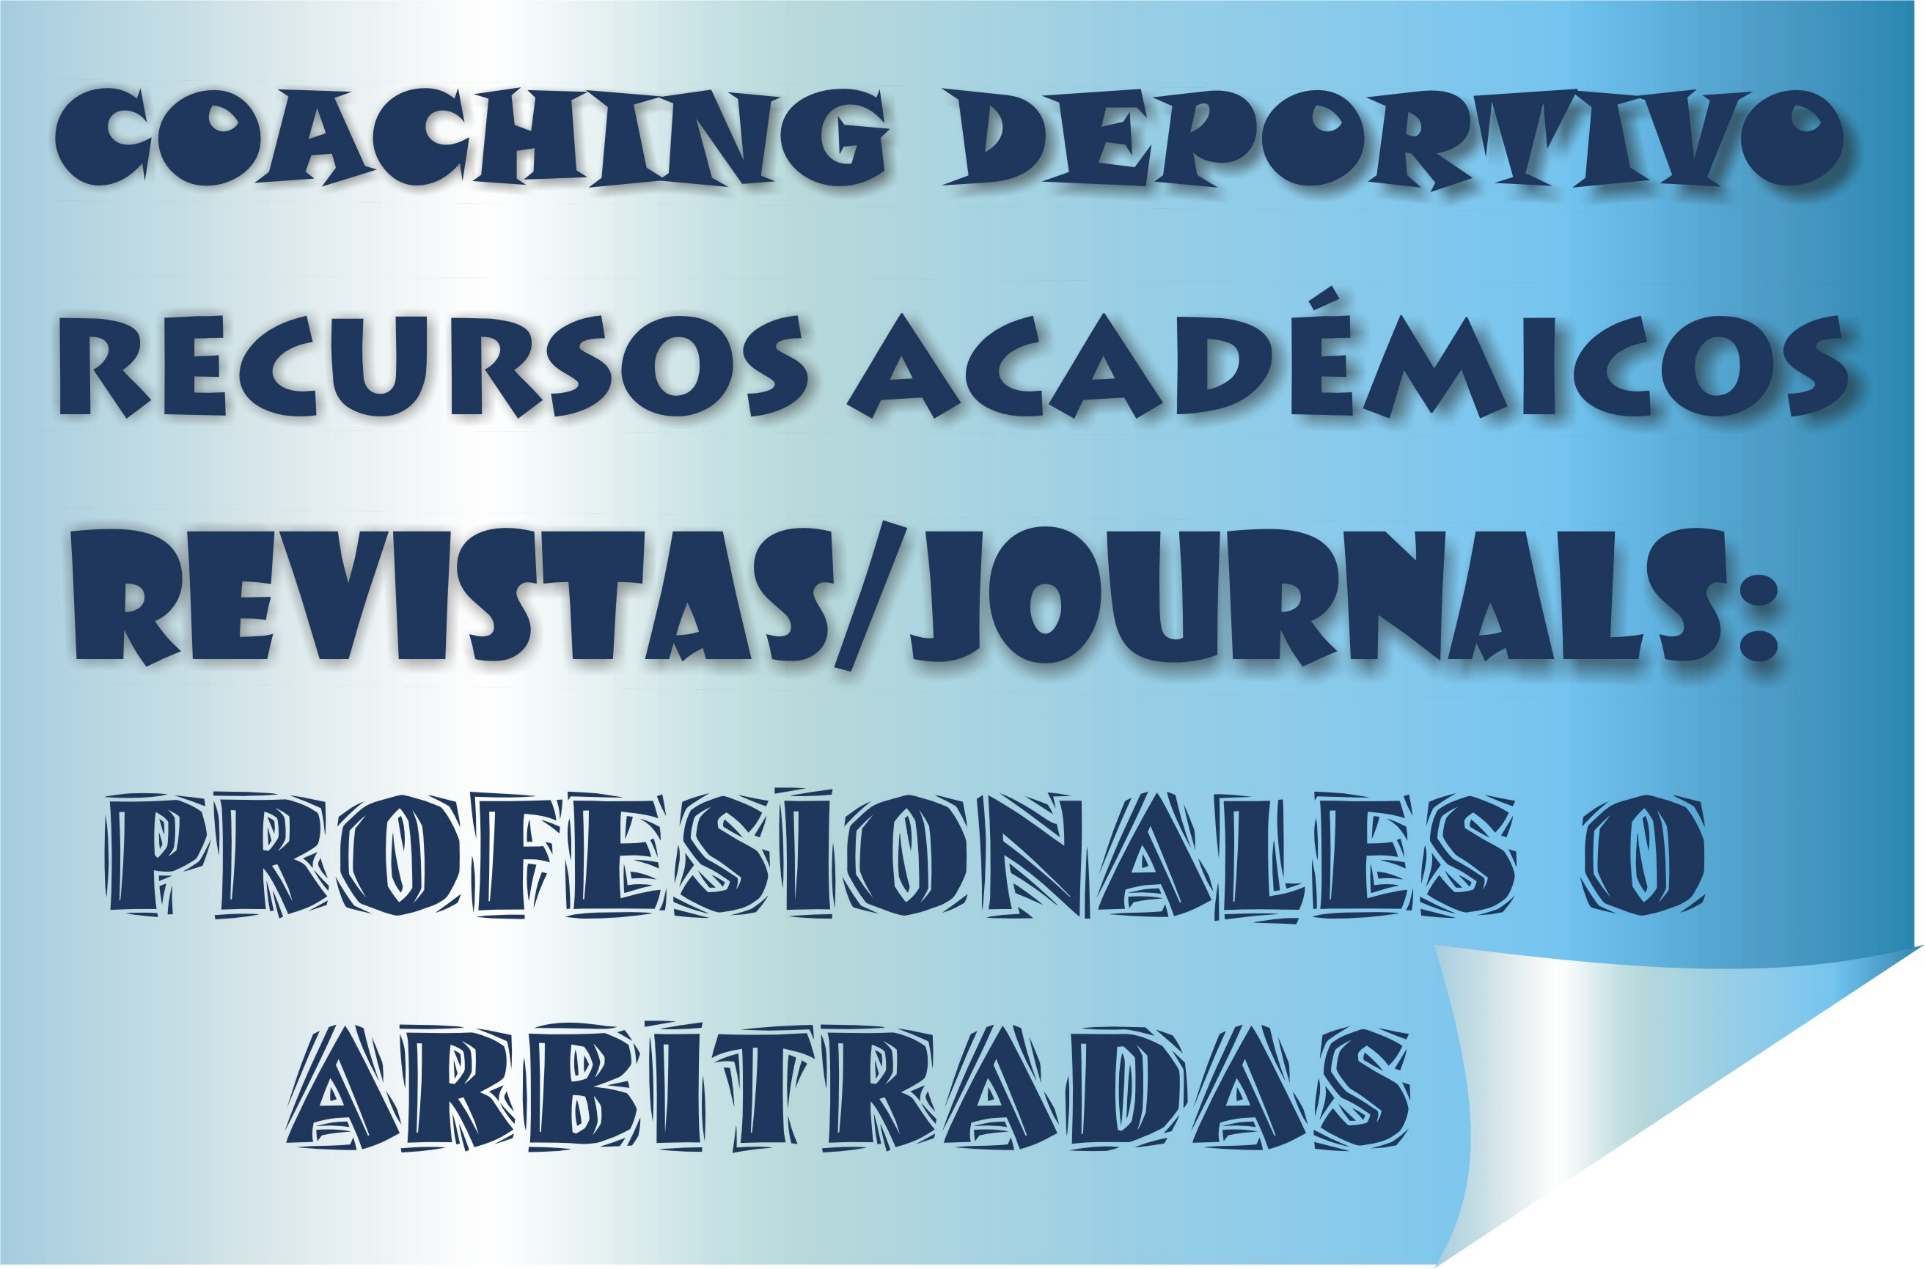 COACHING DEPORTIVO
RECURSOS ACADÉMICOS
REVISTAS/JOURNALS:
PROFESIONALES O
ARBITRADAS